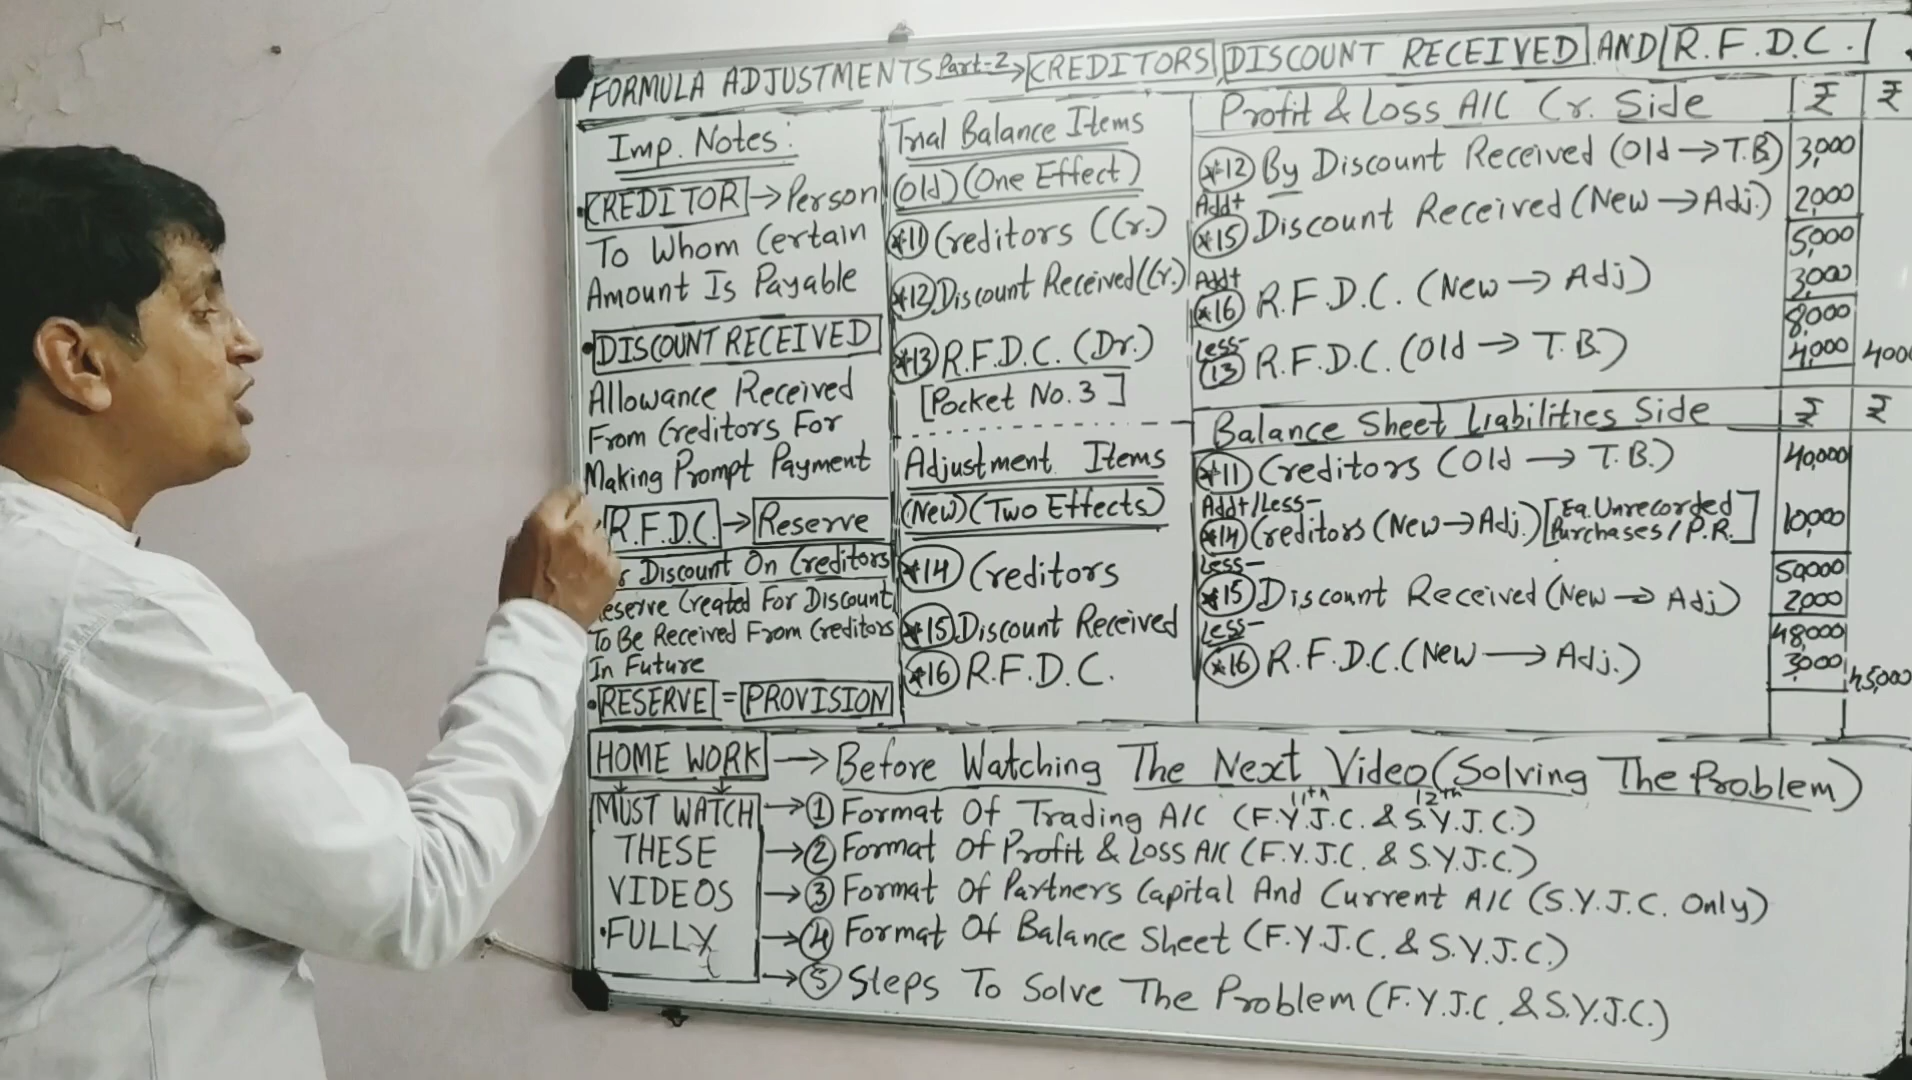 FORMULA ADJUSTMENTS Part-2 → CREDITORS, DISCOUNT RECEIVED AND R.F.D.C.
Imp. Notes:
• CREDITOR → Person
To Whom Certain
Amount Is Payable
• DISCOUNT RECEIVED
Allowance Received
From Creditors For
Making Prompt Payment
R.F.D.C. → Reserve
Discount On Creditors
Reserve Created For Discount
To Be Received From Creditors
In Future
• RESERVE = PROVISION
Trial Balance Items
(Old) (One Effect)
*11 Creditors (Cr.)
*12 Discount Received (Cr.)
*13 R.F.D.C. (Dr.)
[Pocket No. 3]
Adjustment Items
(New) (Two Effects)
*14 Creditors
*15 Discount Received
*16 R.F.D.C.
Profit & Loss A/C Cr. Side ₹ ₹
*12 By Discount Received (Old → T.B.) 3,000
Add+
*15 Discount Received (New → Adj.) 2,000
5,000
Add+
*16 R.F.D.C. (New → Adj) 3,000
8,000
Less-
13 R.F.D.C. (Old → T.B.) 4,000 4000
Balance Sheet Liabilities Side ₹ ₹
*11 Creditors (Old → T.B.) 40,000
Add+/Less-
*14 Creditors (New → Adj.) [Eg. Unrecorded
Purchases / P.R.] 10,000
50,000
Less-
*15 Discount Received (New → Adj) 2,000
48,000
Less-
*16 R.F.D.C. (New → Adj.) 3,000 45,000
HOME WORK → Before Watching The Next Video (Solving The Problem)
MUST WATCH
THESE
VIDEOS
• FULLY
11th 12th
→ 1 Format Of Trading A/C (F.Y.J.C. & S.Y.J.C.)
→ 2 Format Of Profit & Loss A/C (F.Y.J.C. & S.Y.J.C.)
→ 3 Format Of Partners Capital And Current A/C (S.Y.J.C. Only)
→ 4 Format Of Balance Sheet (F.Y.J.C. & S.Y.J.C.)
→ 5 Steps To Solve The Problem (F.Y.J.C. & S.Y.J.C.)